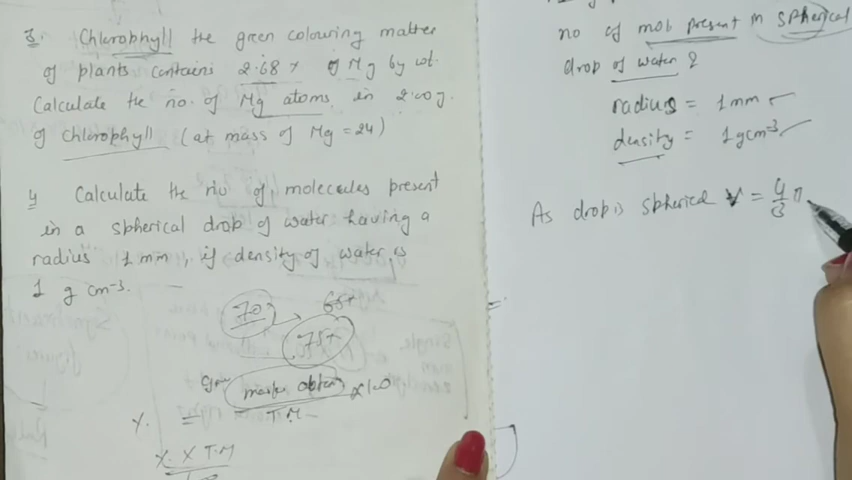 3. Chlorophyll the green colouring matter
of plants contains 2.68 % of Mg by wt.
Calculate the no. of Mg atoms in 2.00 g.
of chlorophyll (at mass of Mg = 24)
4 Calculate the no of molecules present
in a spherical drop of water having a
radius 1 mm, if density of water is
1 g cm-3.
70
65%
75%
marks obtain x 100
T.M
% =
% x T.M
no of mol present in spherical
drop of water ?
radius = 1 mm
density = 1 g cm-3
As drop is spherical V = 4/3 π